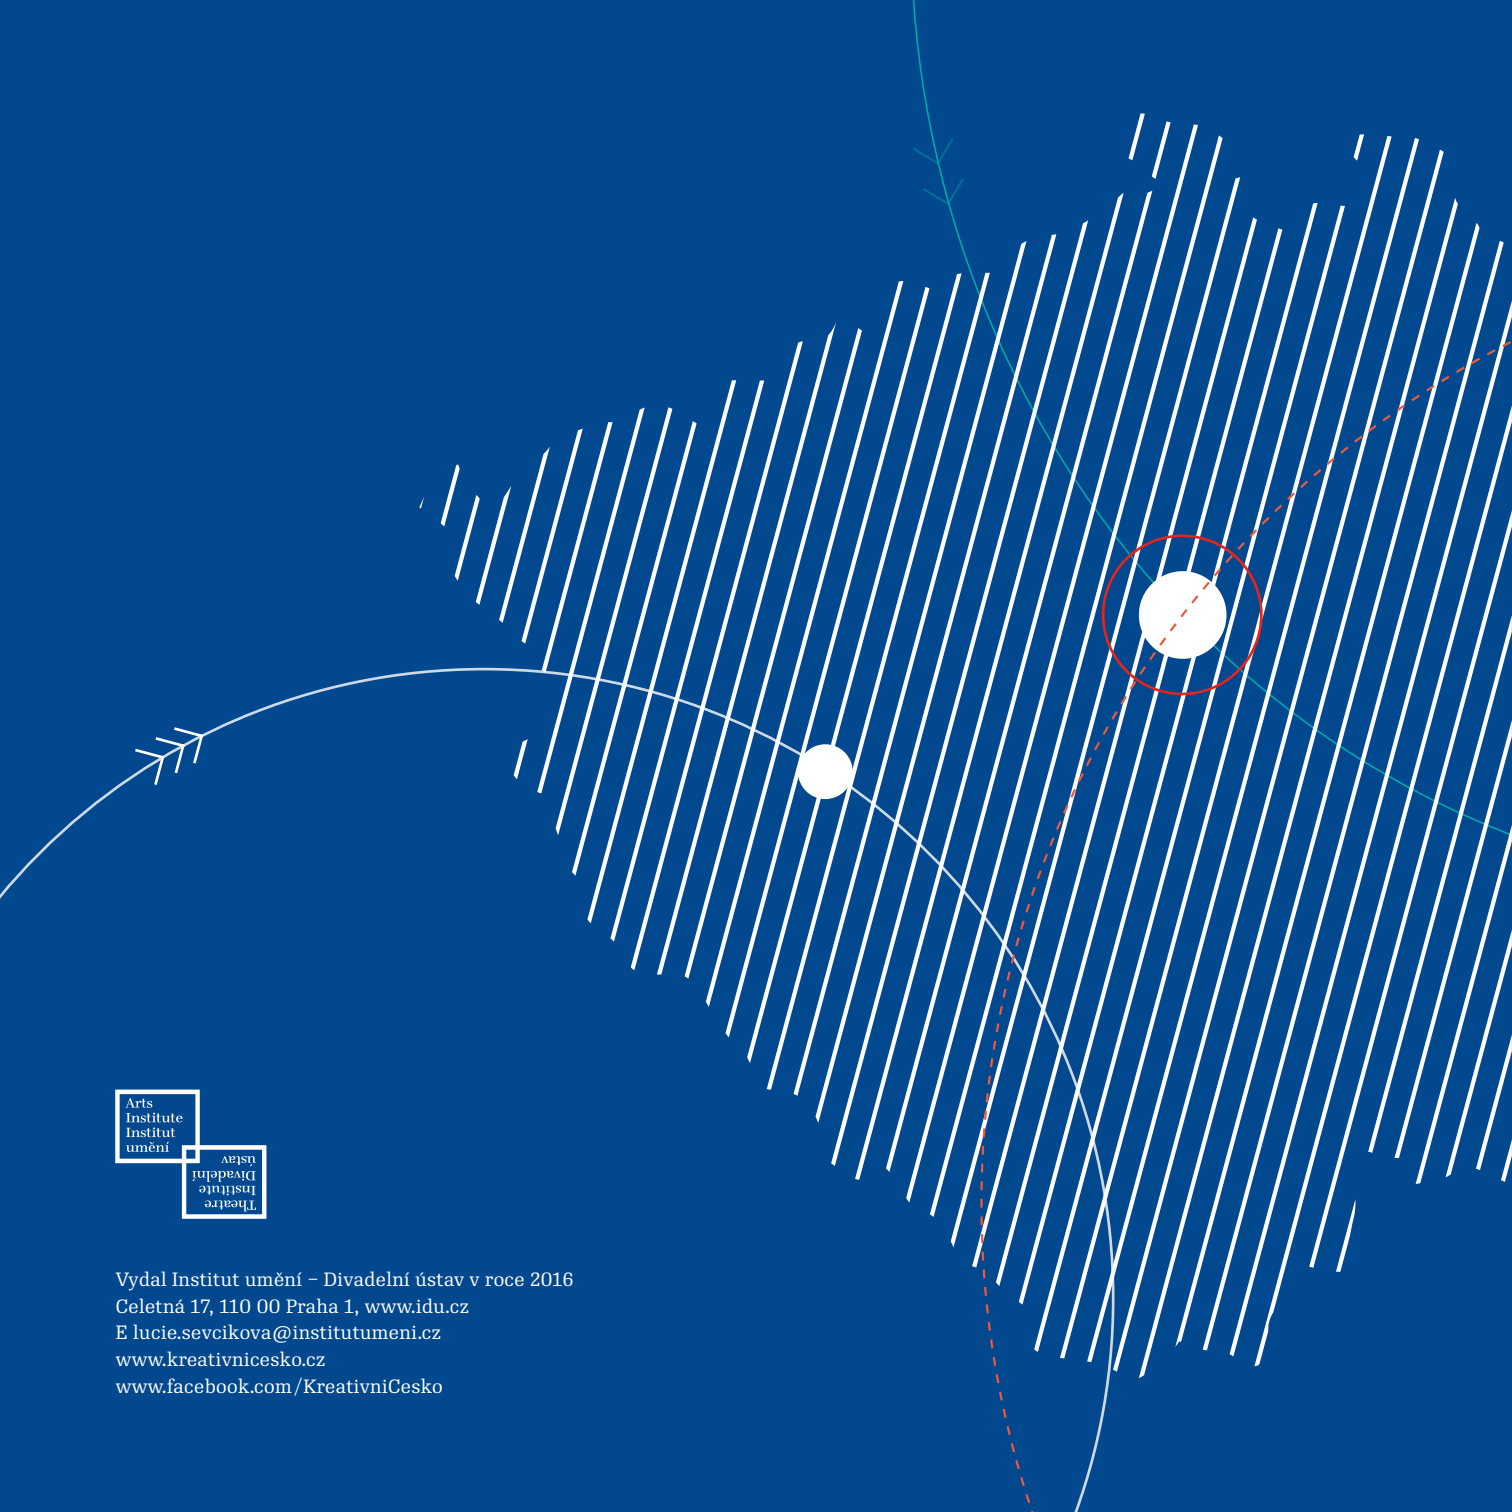 Arts
Institute
Institut
umění
Theatre
Institute
Divadelní
ústav
Vydal Institut umění – Divadelní ústav v roce 2016
Celetná 17, 110 00 Praha 1, www.idu.cz
E lucie.sevcikova@institutumeni.cz
www.kreativnicesko.cz
www.facebook.com/KreativniCesko